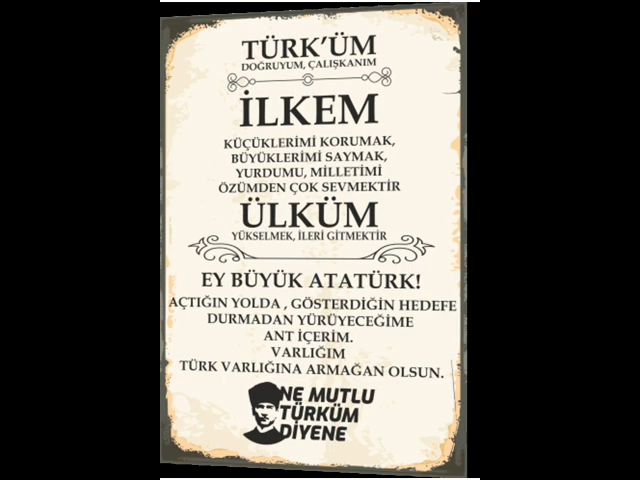 TÜRK'ÜM
DOĞRUYUM, ÇALIŞKANIM
İLKEM
KÜÇÜKLERİMİ KORUMAK,
BÜYÜKLERİMİ SAYMAK,
YURDUMU, MİLLETİMİ
ÖZÜMDEN ÇOK SEVMEKTİR
ÜLKÜM
YÜKSELMEK, İLERİ GİTMEKTİR
EY BÜYÜK ATATÜRK!
AÇTIĞIN YOLDA , GÖSTERDİĞİN HEDEFE
DURMADAN YÜRÜYECEĞİME
ANT İÇERİM.
VARLIĞIM
TÜRK VARLIĞINA ARMAĞAN OLSUN.
NE MUTLU
TÜRKÜM
DİYENE